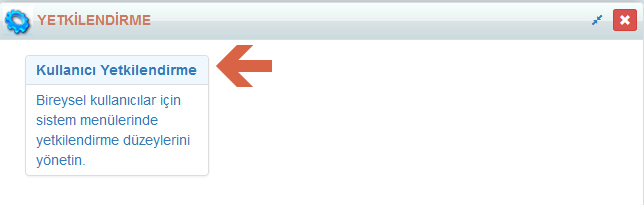 YETKİLENDİRME
Kullanıcı Yetkilendirme
Bireysel kullanıcılar için
sistem menülerinde
yetkilendirme düzeylerini
yönetin.